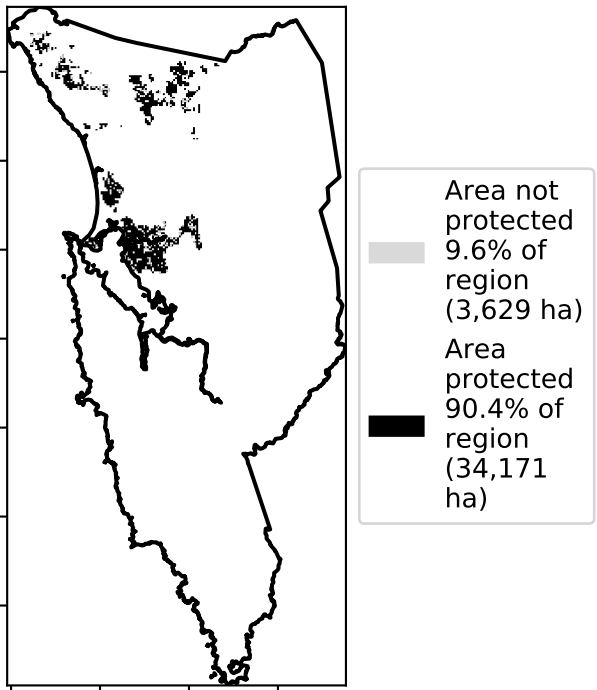 Area not
protected
9.6% of
region
(3,629 ha)
Area
protected
90.4% of
region
(34,171
ha)